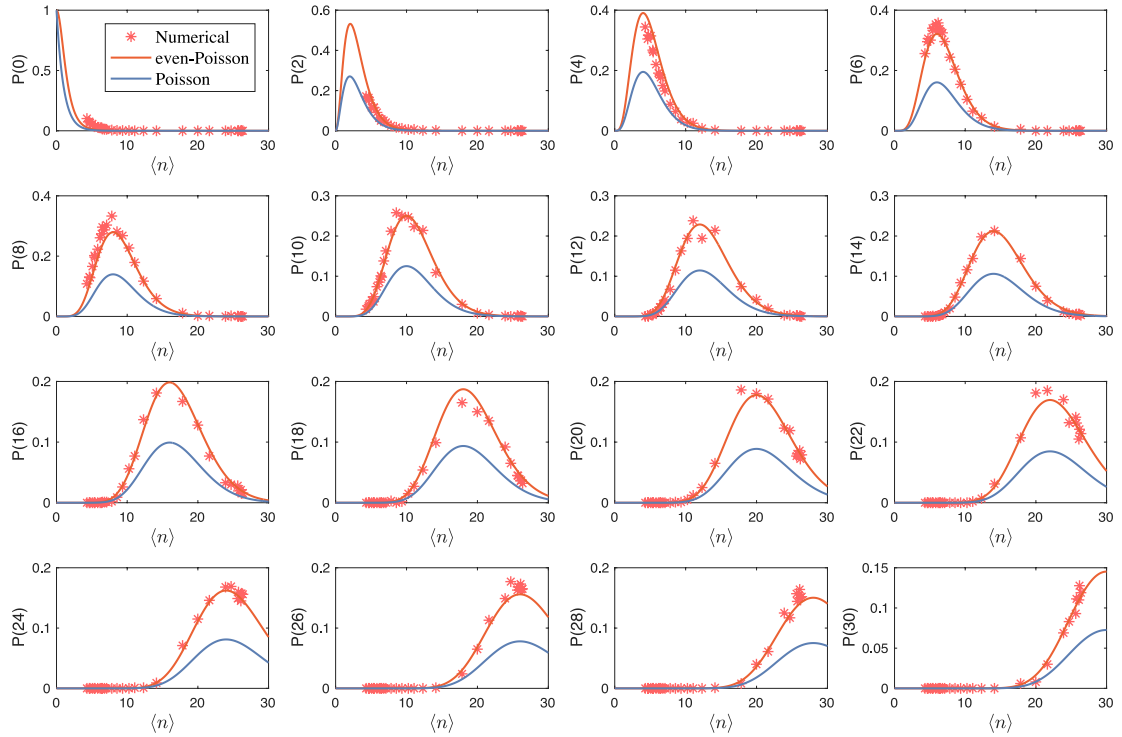 P(0)
1
0.5
0
0 10 20 30
⟨n⟩
Numerical
even-Poisson
Poisson
P(2)
0.6
0.4
0.2
0
0 10 20 30
⟨n⟩
P(4)
0.4
0.2
0
0 10 20 30
⟨n⟩
P(6)
0.4
0.2
0
0 10 20 30
⟨n⟩
P(8)
0.4
0.2
0
0 10 20 30
⟨n⟩
P(10)
0.3
0.2
0.1
0
0 10 20 30
⟨n⟩
P(12)
0.3
0.2
0.1
0
0 10 20 30
⟨n⟩
P(14)
0.3
0.2
0.1
0
0 10 20 30
⟨n⟩
P(16)
0.2
0.1
0
0 10 20 30
⟨n⟩
P(18)
0.2
0.1
0
0 10 20 30
⟨n⟩
P(20)
0.2
0.1
0
0 10 20 30
⟨n⟩
P(22)
0.2
0.1
0
0 10 20 30
⟨n⟩
P(24)
0.2
0.1
0
0 10 20 30
⟨n⟩
P(26)
0.2
0.1
0
0 10 20 30
⟨n⟩
P(28)
0.2
0.1
0
0 10 20 30
⟨n⟩
P(30)
0.15
0.1
0.05
0
0 10 20 30
⟨n⟩